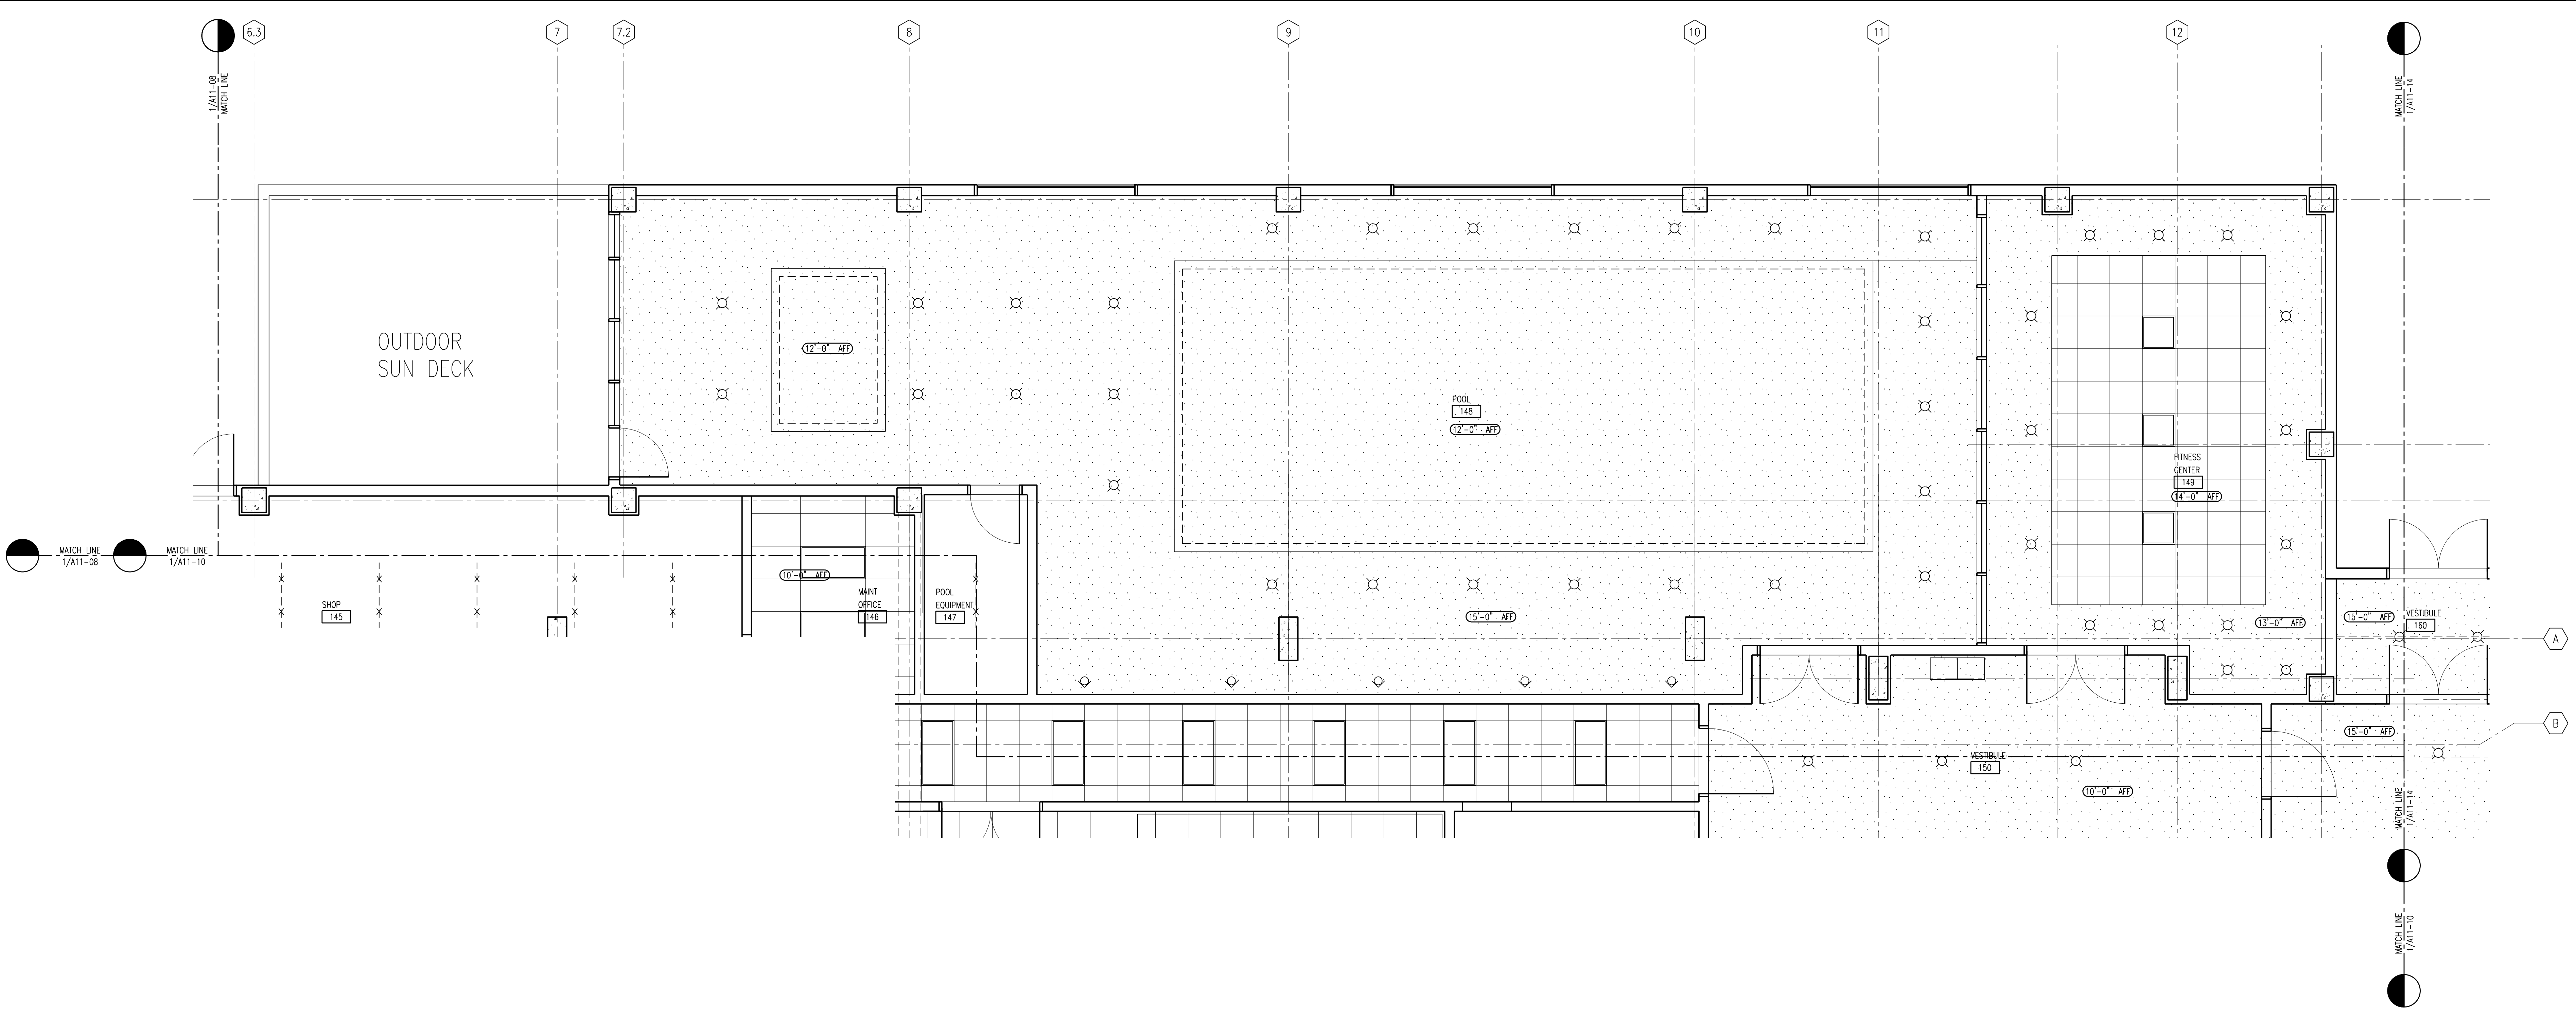 6.3
7
7.2
8
9
10
11
12
1/A11-08
MATCH LINE
MATCH LINE
1/A11-14
OUTDOOR
SUN DECK
12'-0" AFF
POOL
148
12'-0" AFF
FITNESS
CENTER
149
14'-0" AFF
MATCH LINE
1/A11-08
MATCH LINE
1/A11-10
SHOP
145
10'-0" AFF
MAINT
OFFICE
146
POOL
EQUIPMENT
147
15'-0" AFF
13'-0" AFF
15'-0" AFF
VESTIBULE
160
A
B
15'-0" AFF
VESTIBULE
150
10'-0" AFF
MATCH LINE
1/A11-14
MATCH LINE
1/A11-10